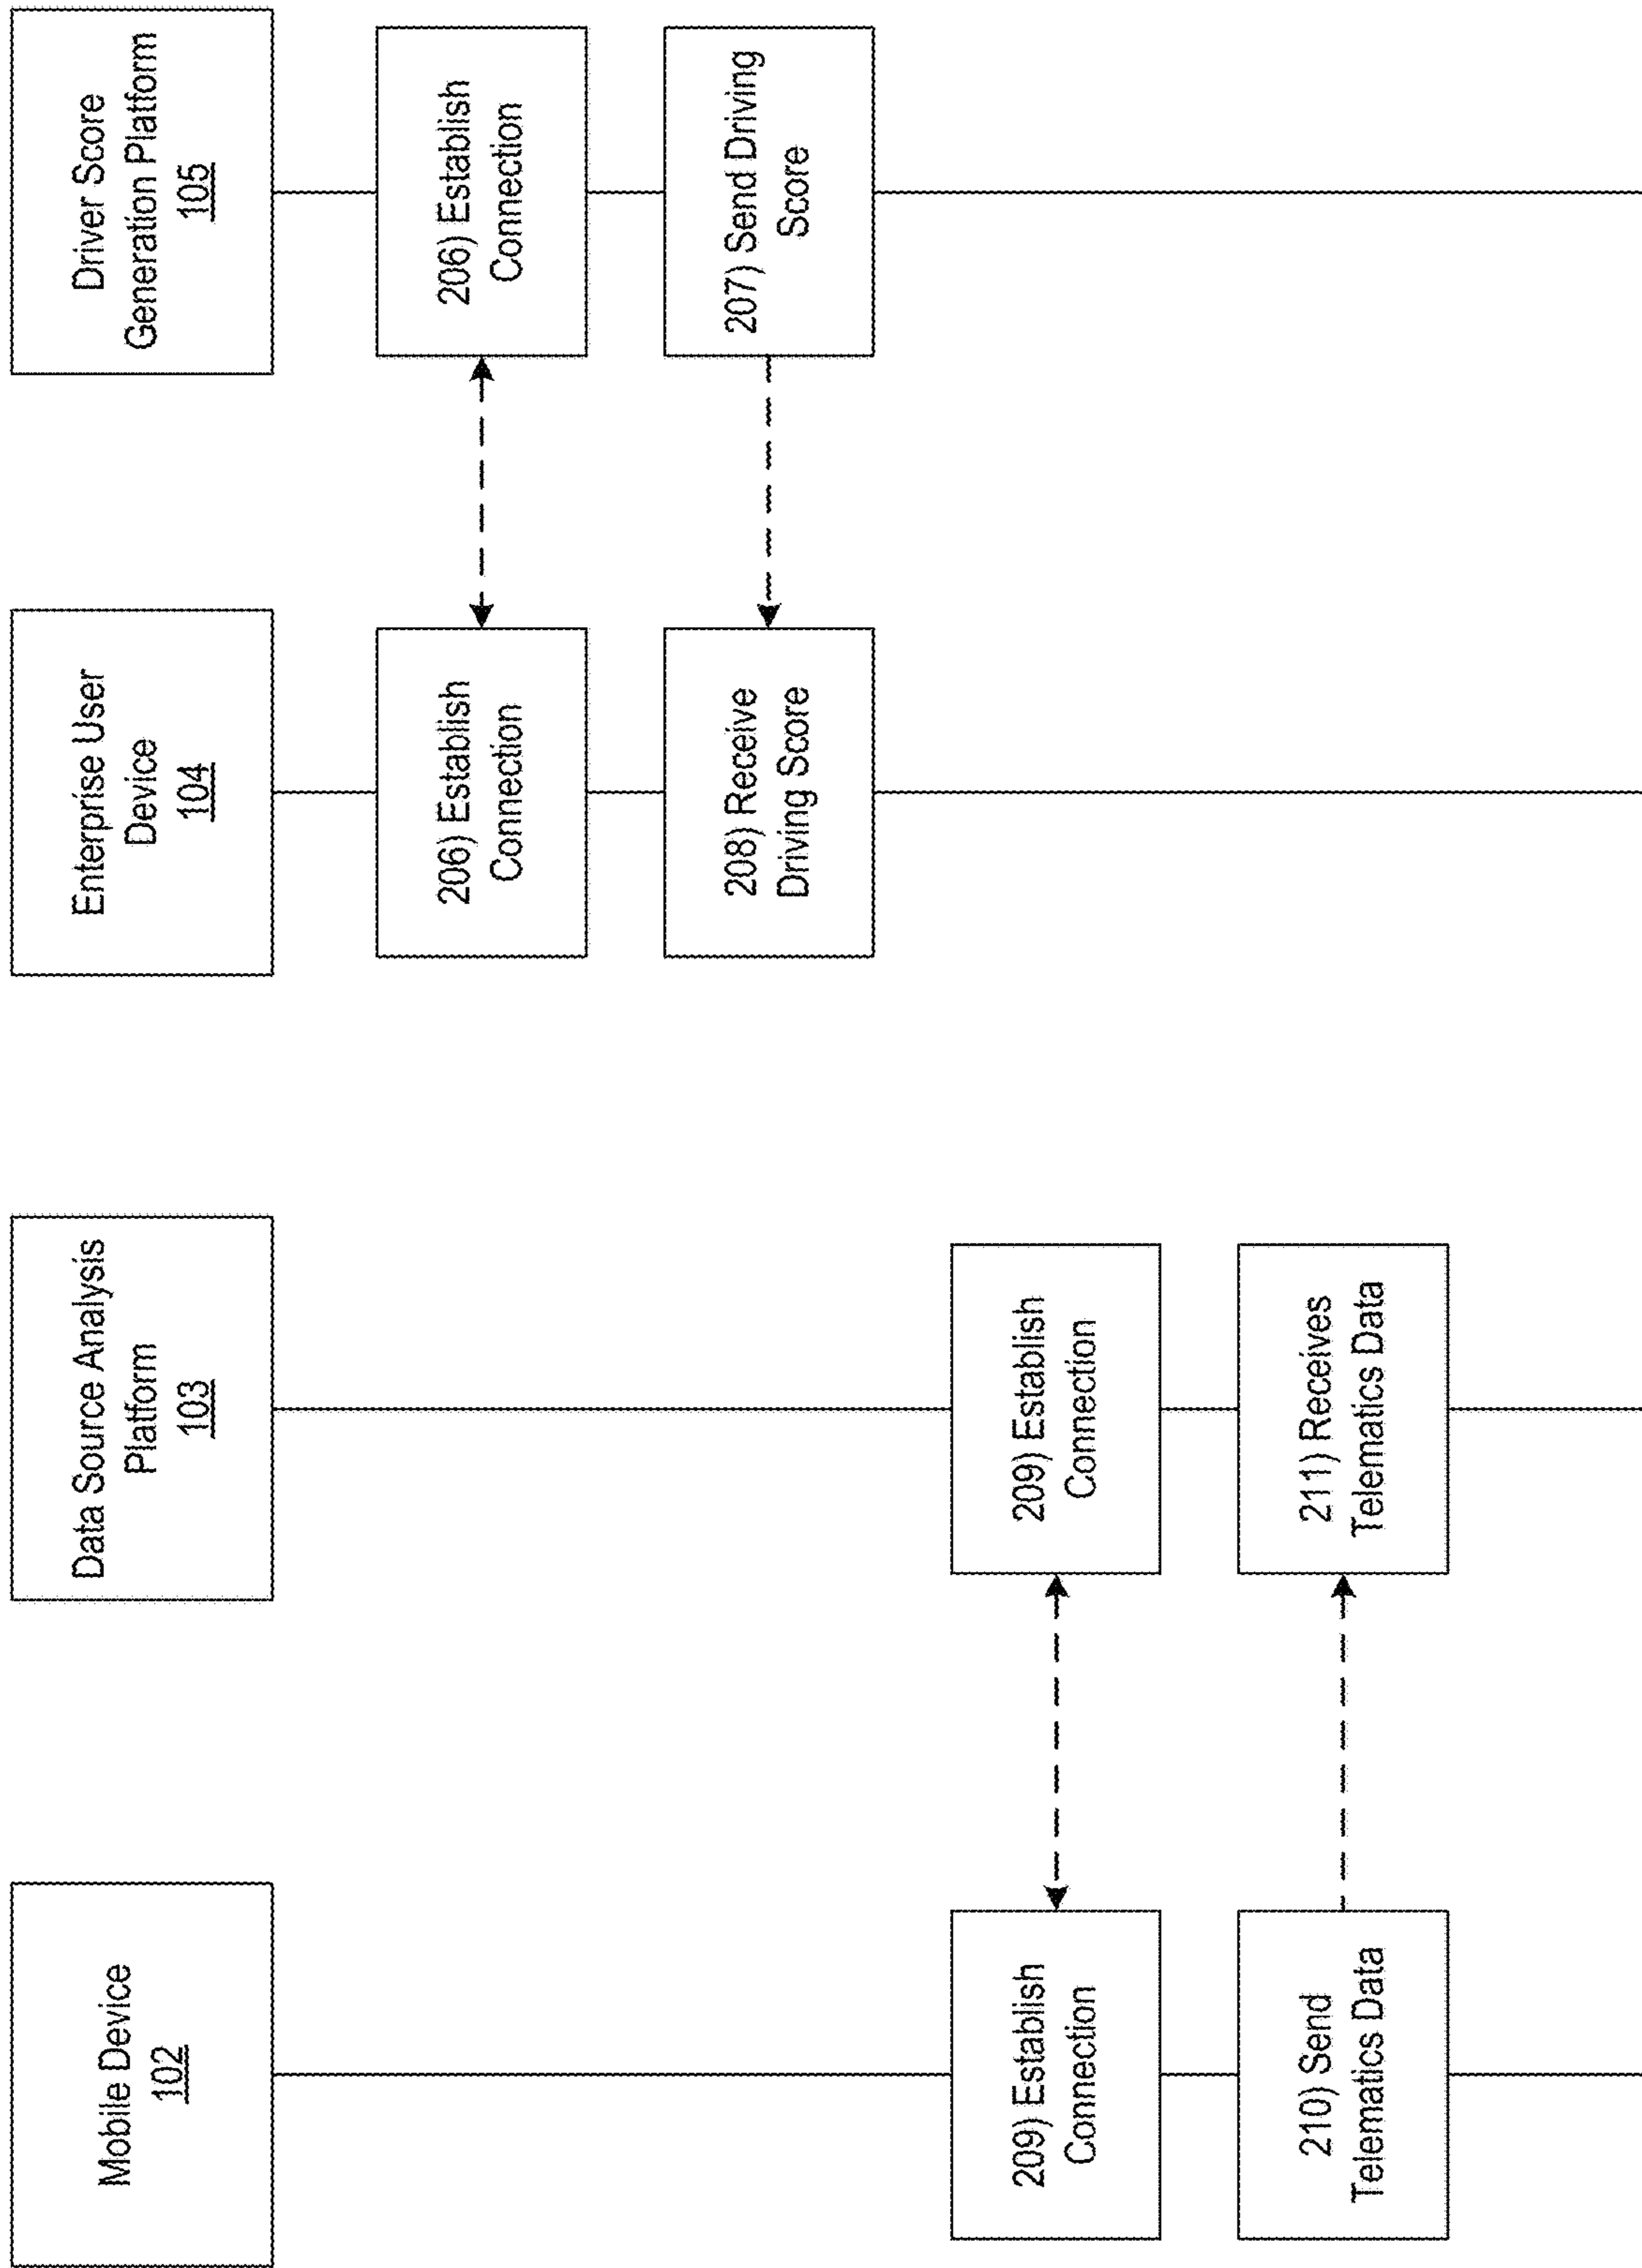 Mobile Device
102
Data Source Analysis
Platform
103
Enterprise User
Device
104
Driver Score
Generation Platform
105
206) Establish
Connection
206) Establish
Connection
208) Receive
Driving Score
207) Send Driving
Score
209) Establish
Connection
209) Establish
Connection
210) Send
Telematics Data
211) Receives
Telematics Data